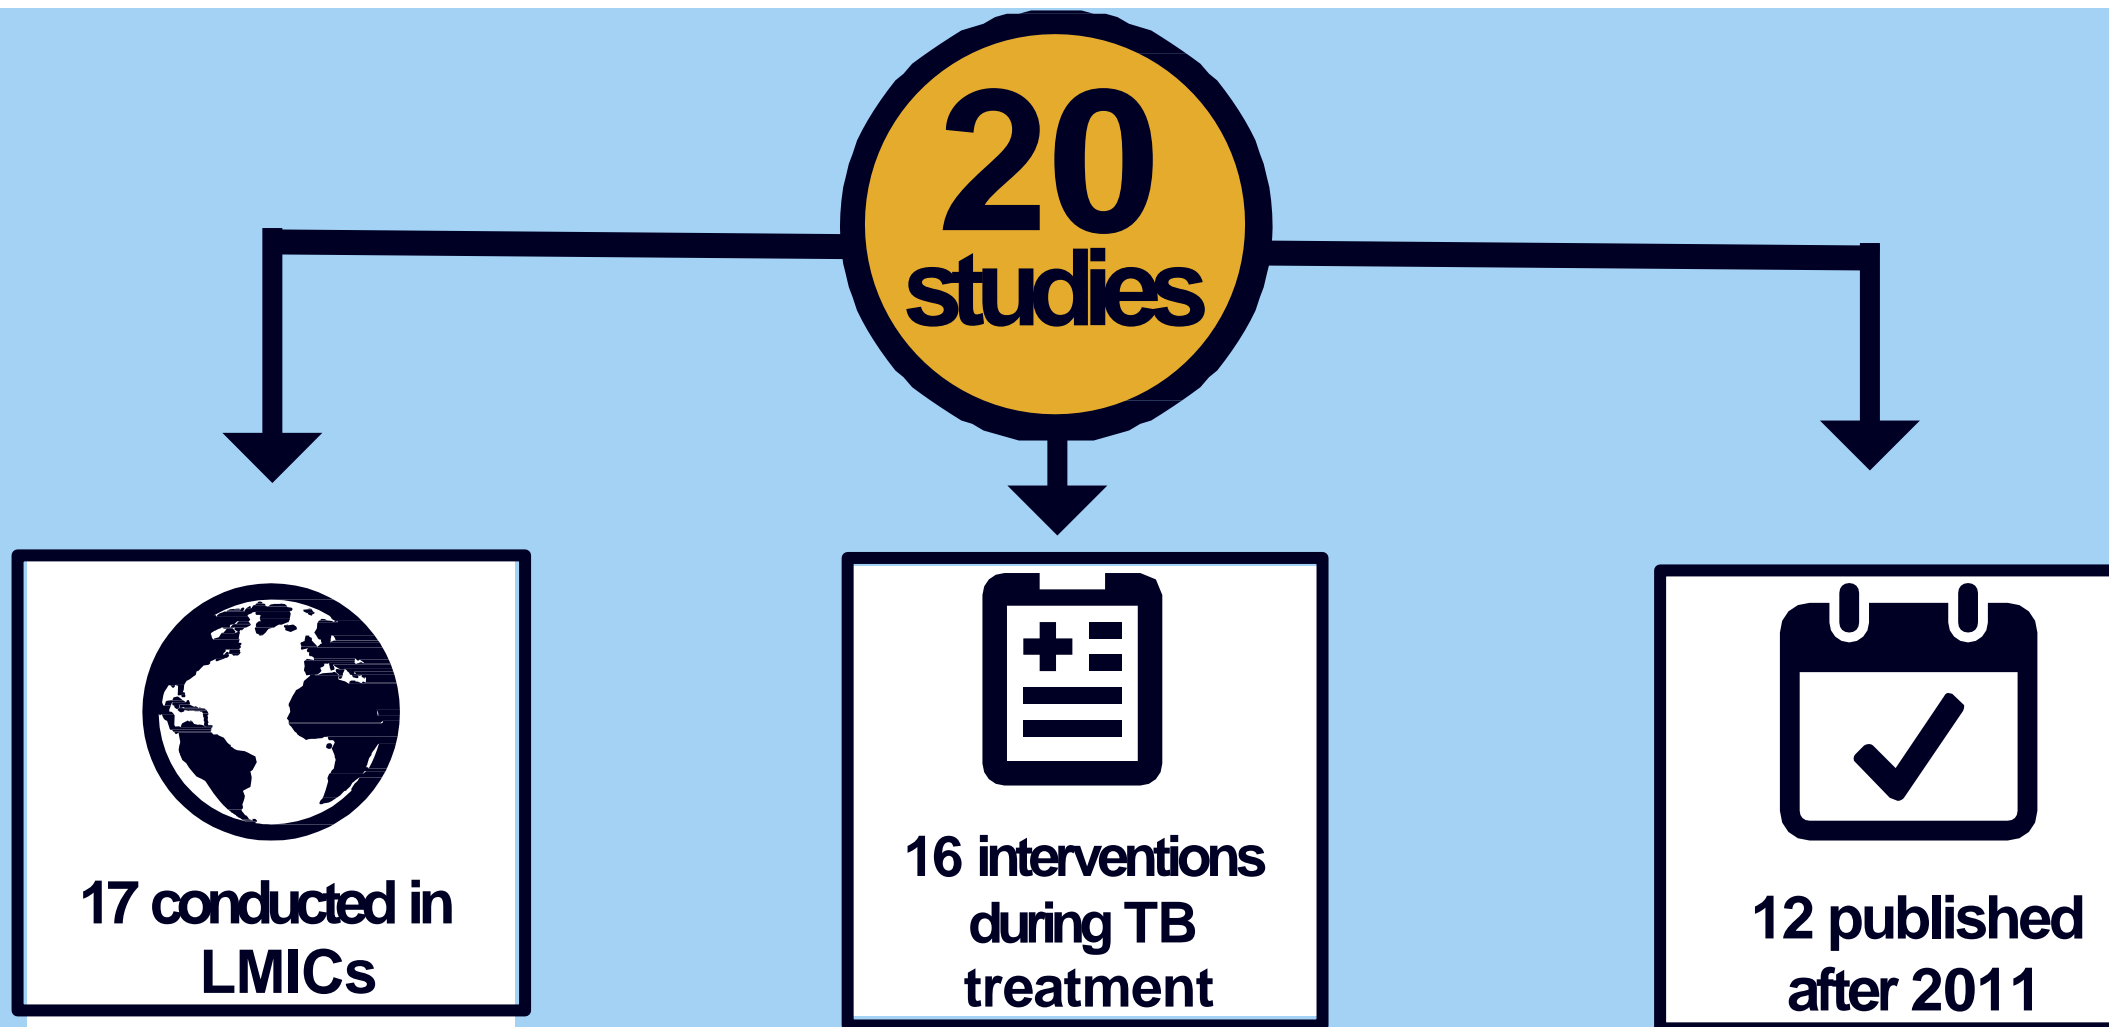 20
studies
17 conducted in
LMICs
16 interventions
during TB
treatment
12 published
after 2011